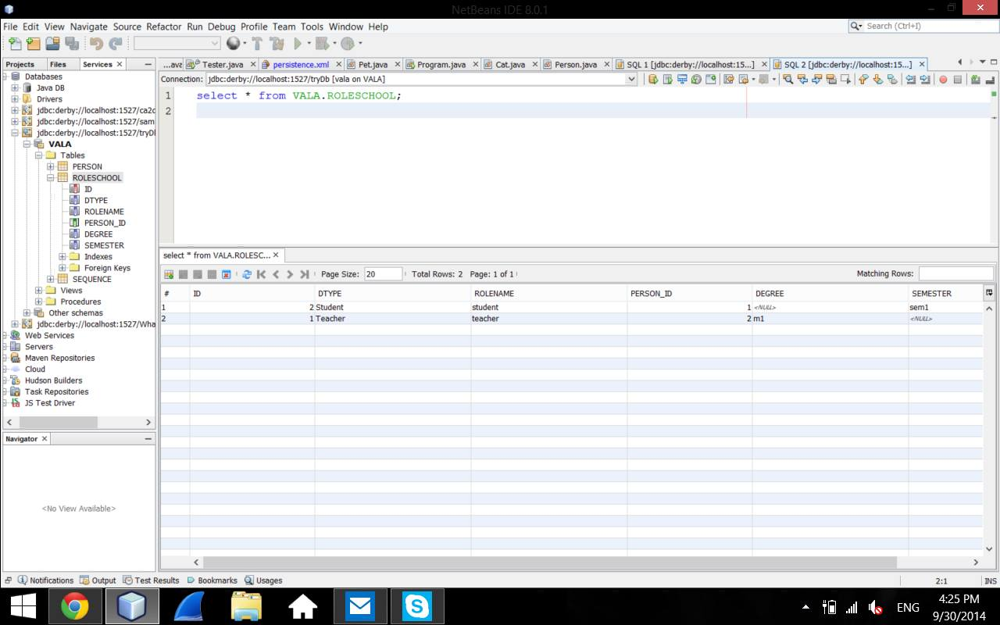 NetBeans IDE 8.0.1
File Edit View Navigate Source Refactor Run Debug Profile Team Tools Window Help
Search (Ctrl+I)
Projects Files Services
...ava Tester.java persistence.xml Pet.java Program.java Cat.java Person.java SQL 1 [jdbc:derby://localhost:15...] SQL 2 [jdbc:derby://localhost:15...]
Connection: jdbc:derby://localhost:1527/tryDb [vala on VALA]
1 select * from VALA.ROLESCHOOL;
2
Databases
Java DB
Drivers
jdbc:derby://localhost:1527/ca2c
jdbc:derby://localhost:1527/sam
jdbc:derby://localhost:1527/tryDl
VALA
Tables
PERSON
ROLESCHOOL
ID
DTYPE
ROLENAME
PERSON_ID
DEGREE
SEMESTER
Indexes
Foreign Keys
SEQUENCE
Views
Procedures
Other schemas
jdbc:derby://localhost:1527/Wha
Web Services
Servers
Maven Repositories
Cloud
Hudson Builders
Task Repositories
JS Test Driver
Navigator
<No View Available>
select * from VALA.ROLESC...
Page Size: 20 Total Rows: 2 Page: 1 of 1 Matching Rows:
# ID DTYPE ROLENAME PERSON_ID DEGREE SEMESTER
1 2 Student student 1 <NULL> sem1
2 1 Teacher teacher 2 m1 <NULL>
Notifications Output Test Results Bookmarks Usages
2:1 INS
ENG
4:25 PM
9/30/2014